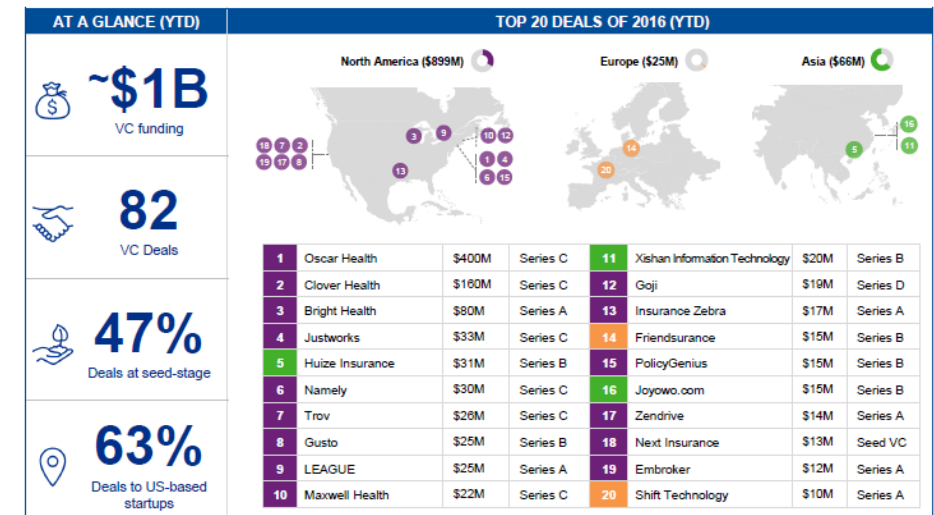 AT A GLANCE (YTD)
TOP 20 DEALS OF 2016 (YTD)
~$1B
VC funding
82
VC Deals
47%
Deals at seed-stage
63%
Deals to US-based
startups
North America ($899M)
Europe ($25M)
Asia ($66M)
18 7 2
19 17 8
3
9
13
10 12
1 4
6 15
14
20
5
16
11
1 Oscar Health $400M Series C 11 Xishan Information Technology $20M Series B
2 Clover Health $160M Series C 12 Goji $19M Series D
3 Bright Health $80M Series A 13 Insurance Zebra $17M Series A
4 Justworks $33M Series C 14 Friendsurance $15M Series B
5 Huize Insurance $31M Series B 15 PolicyGenius $15M Series B
6 Namely $30M Series C 16 Joyowo.com $15M Series B
7 Trov $26M Series C 17 Zendrive $14M Series A
8 Gusto $25M Series B 18 Next Insurance $13M Seed VC
9 LEAGUE $25M Series A 19 Embroker $12M Series A
10 Maxwell Health $22M Series C 20 Shift Technology $10M Series A